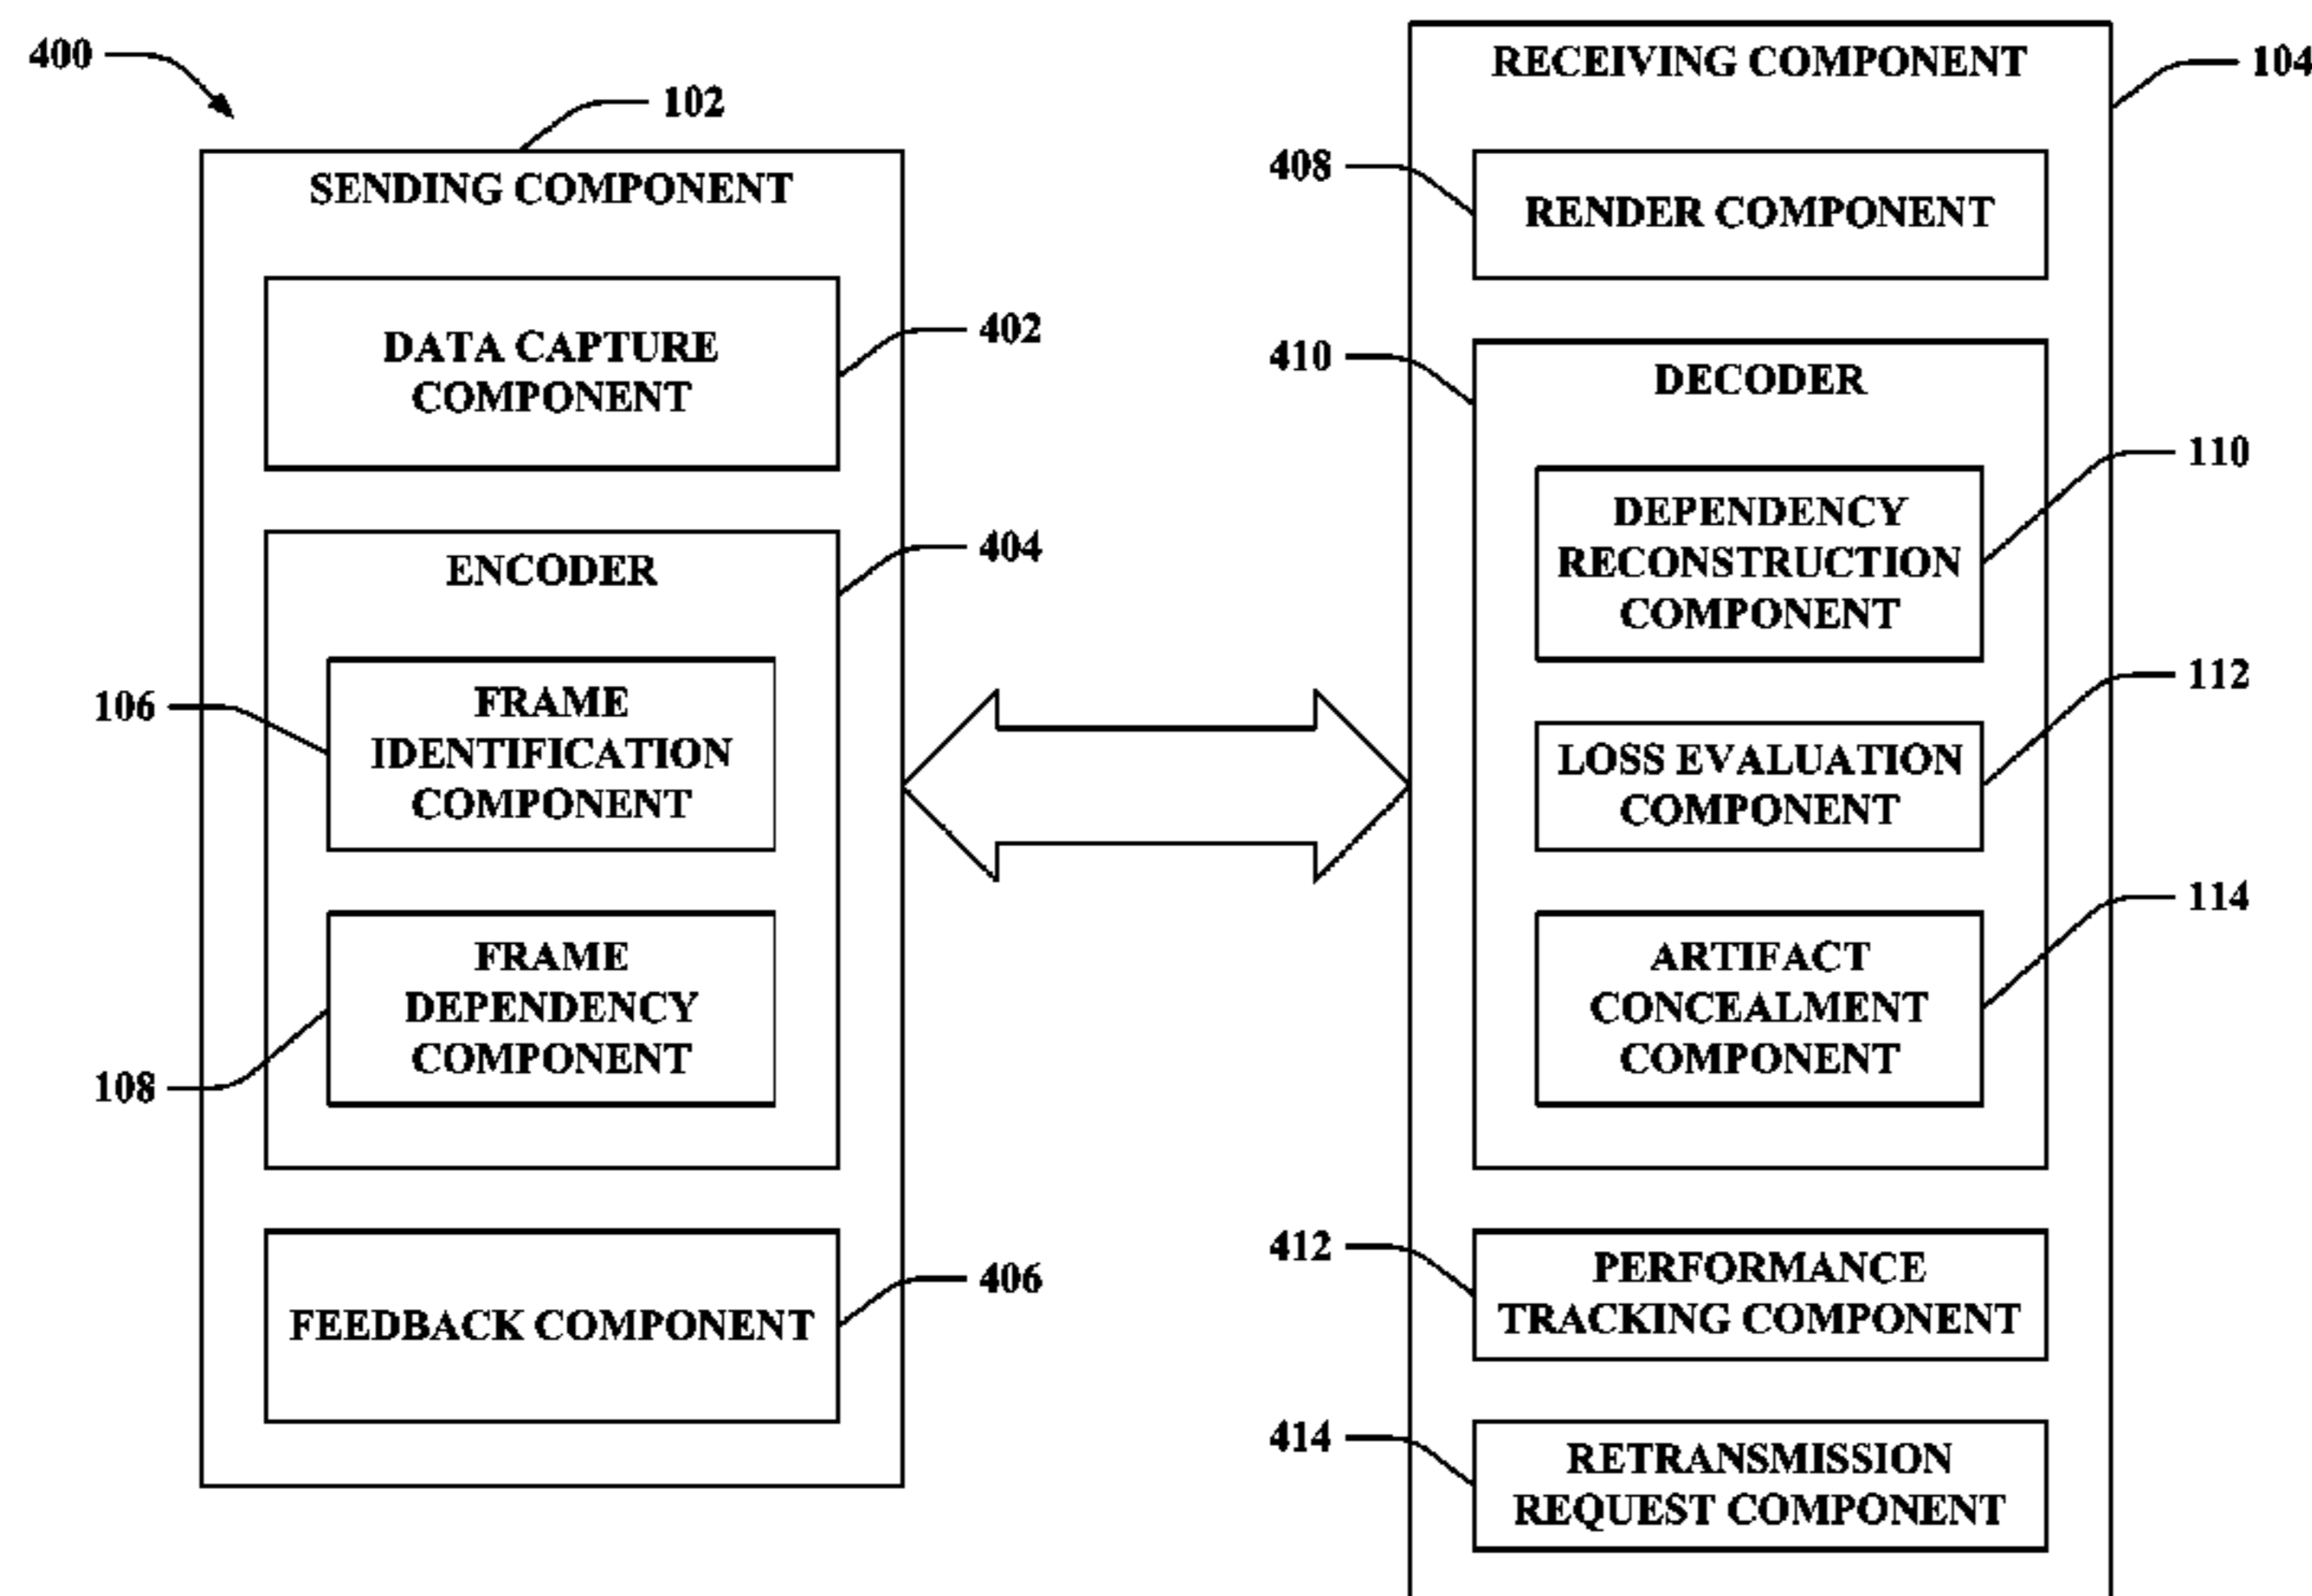 400
102
SENDING COMPONENT
DATA CAPTURE
COMPONENT
402
ENCODER
404
FRAME
IDENTIFICATION
COMPONENT
106
FRAME
DEPENDENCY
COMPONENT
108
FEEDBACK COMPONENT
406
RECEIVING COMPONENT
104
408
RENDER COMPONENT
410
DECODER
DEPENDENCY
RECONSTRUCTION
COMPONENT
110
LOSS EVALUATION
COMPONENT
112
ARTIFACT
CONCEALMENT
COMPONENT
114
412
PERFORMANCE
TRACKING COMPONENT
414
RETRANSMISSION
REQUEST COMPONENT